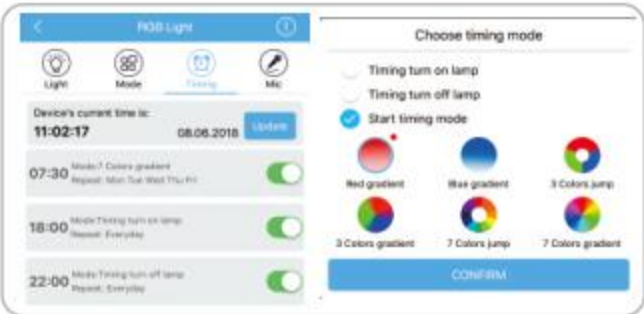 RGB Light
Light
Mode
Timing
Mic
Device's current time is:
11:02:17
08.06.2018
Update
07:30
Mode:7 Colors gradient
Repeat: Mon Tue Wed Thu Fri
18:00
Mode:Timing turn on lamp
Repeat: Everyday
22:00
Mode:Timing turn off lamp
Repeat: Everyday
Choose timing mode
Timing turn on lamp
Timing turn off lamp
Start timing mode
Red gradient
Blue gradient
3 Colors jump
3 Colors gradient
7 Colors jump
7 Colors gradient
CONFIRM